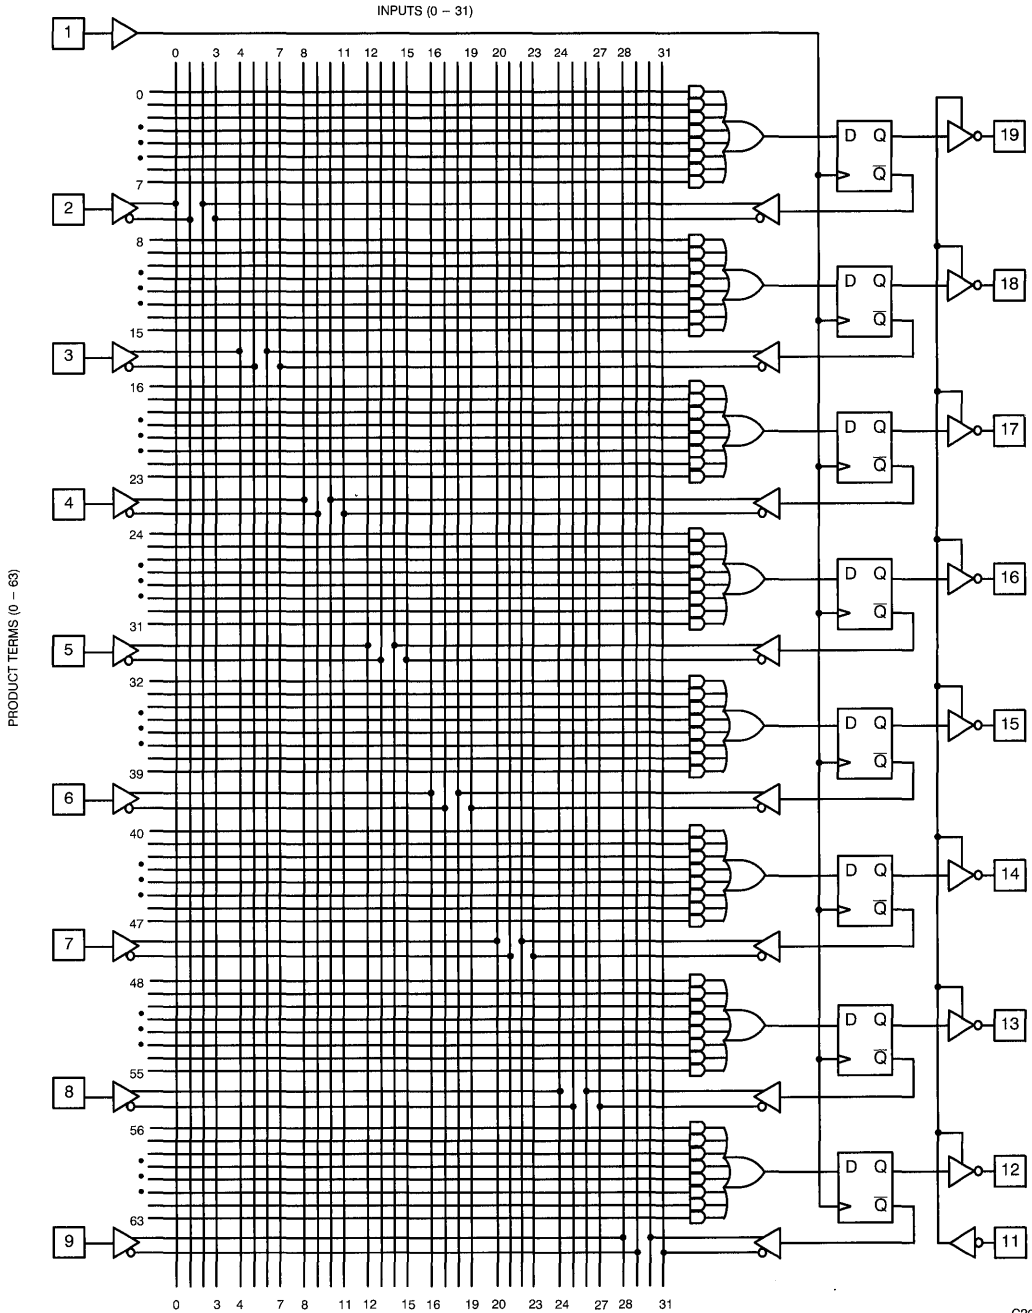 INPUTS (0 – 31)
1
0 3 4 7 8 11 12 15 16 19 20 23 24 27 28 31
0
D Q
19
7
Q
2
8
D Q
18
15
Q
3
16
D Q
17
23
Q
4
24
D Q
16
31
Q
5
PRODUCT TERMS (0 – 63)
32
D Q
15
39
Q
6
40
D Q
14
47
Q
7
48
D Q
13
55
Q
8
56
D Q
12
63
Q
9
11
0 3 4 7 8 11 12 15 16 19 20 23 24 27 28 31